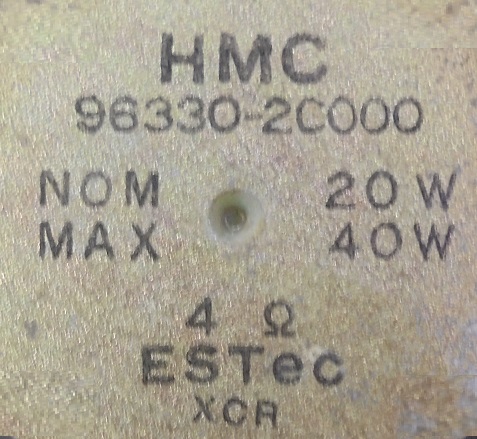 HMC
96330-2C000
NOM 20W
MAX 40W
4 Ω
ESTec
XCR